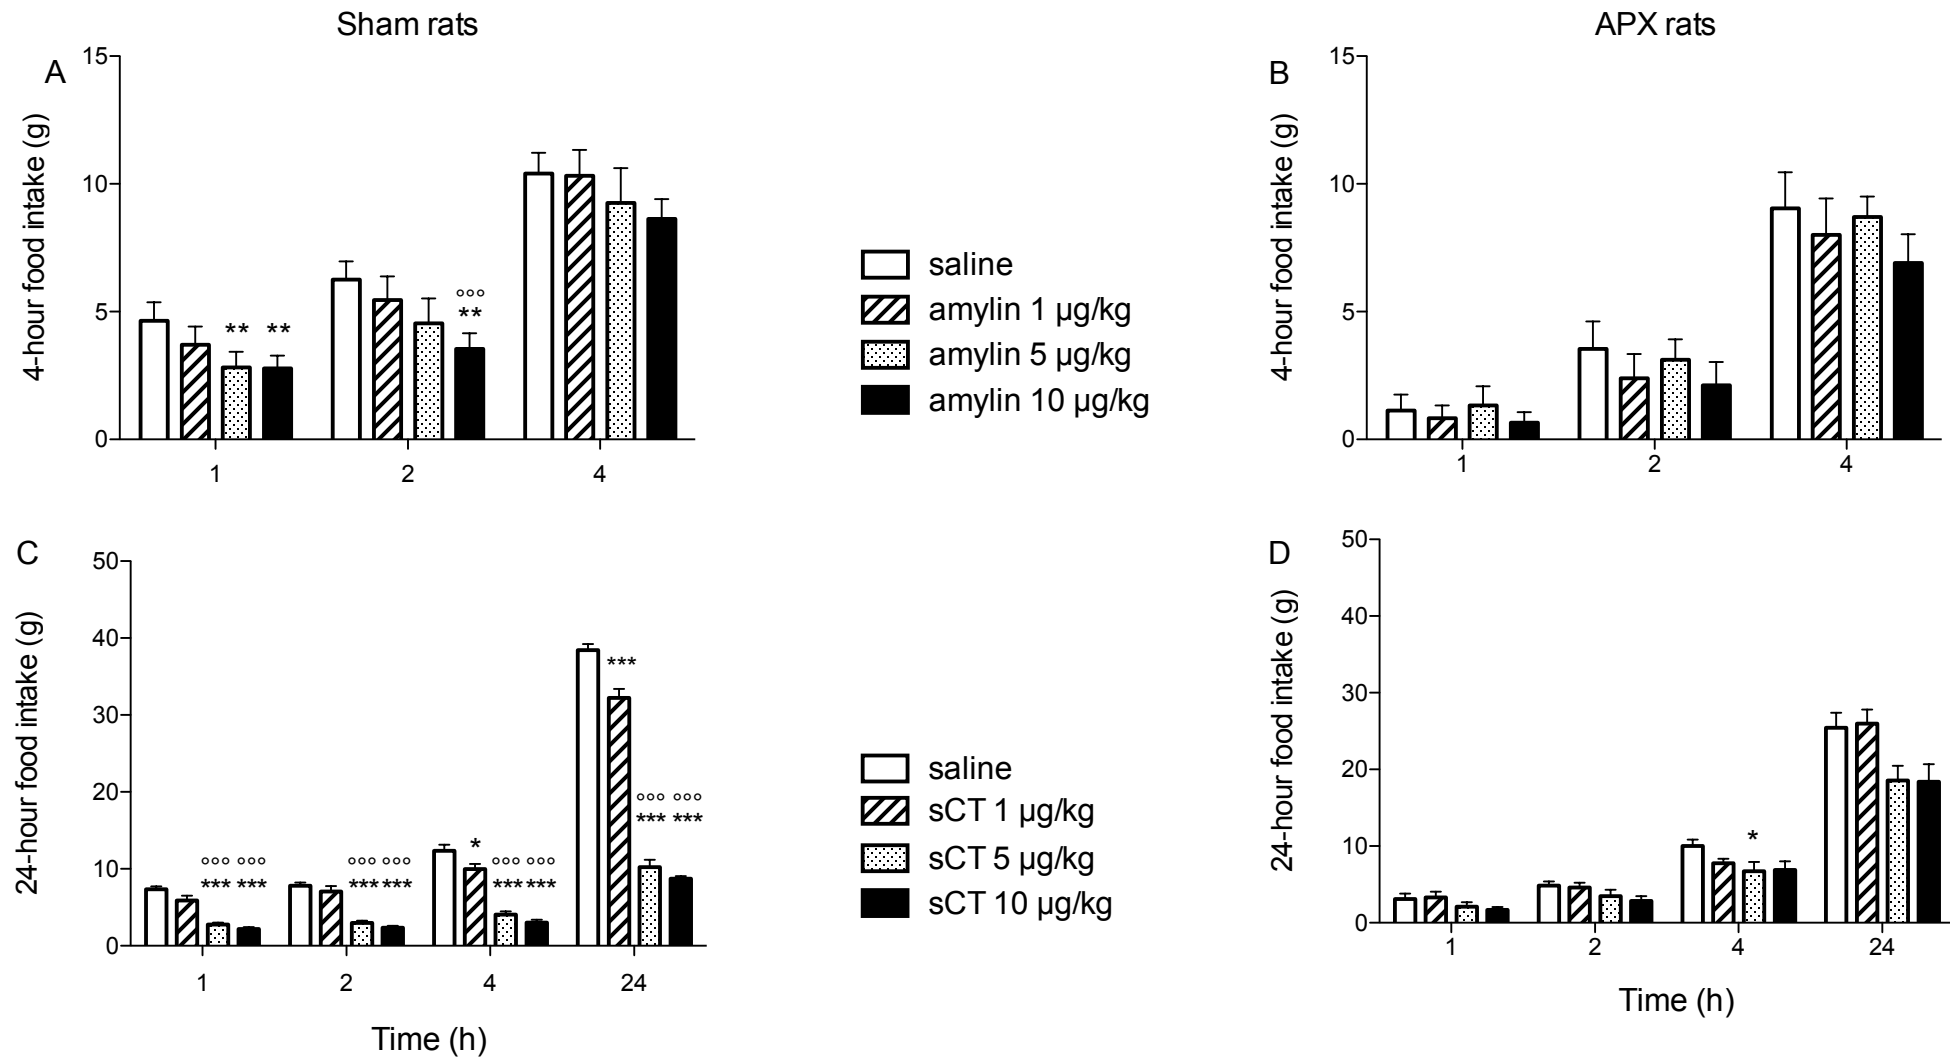 Sham rats
APX rats
A
4-hour food intake (g)
15
10
5
0
** **
°°°
**
1
2
4
saline
amylin 1 µg/kg
amylin 5 µg/kg
amylin 10 µg/kg
B
4-hour food intake (g)
15
10
5
0
1
2
4
C
24-hour food intake (g)
50
40
30
20
10
0
°°° °°°
*** ***
°°° °°°
*** ***
*
°°° °°°
*** ***
***
°°° °°°
*** ***
1
2
4
24
Time (h)
saline
sCT 1 µg/kg
sCT 5 µg/kg
sCT 10 µg/kg
D
24-hour food intake (g)
50
40
30
20
10
0
*
1
2
4
24
Time (h)